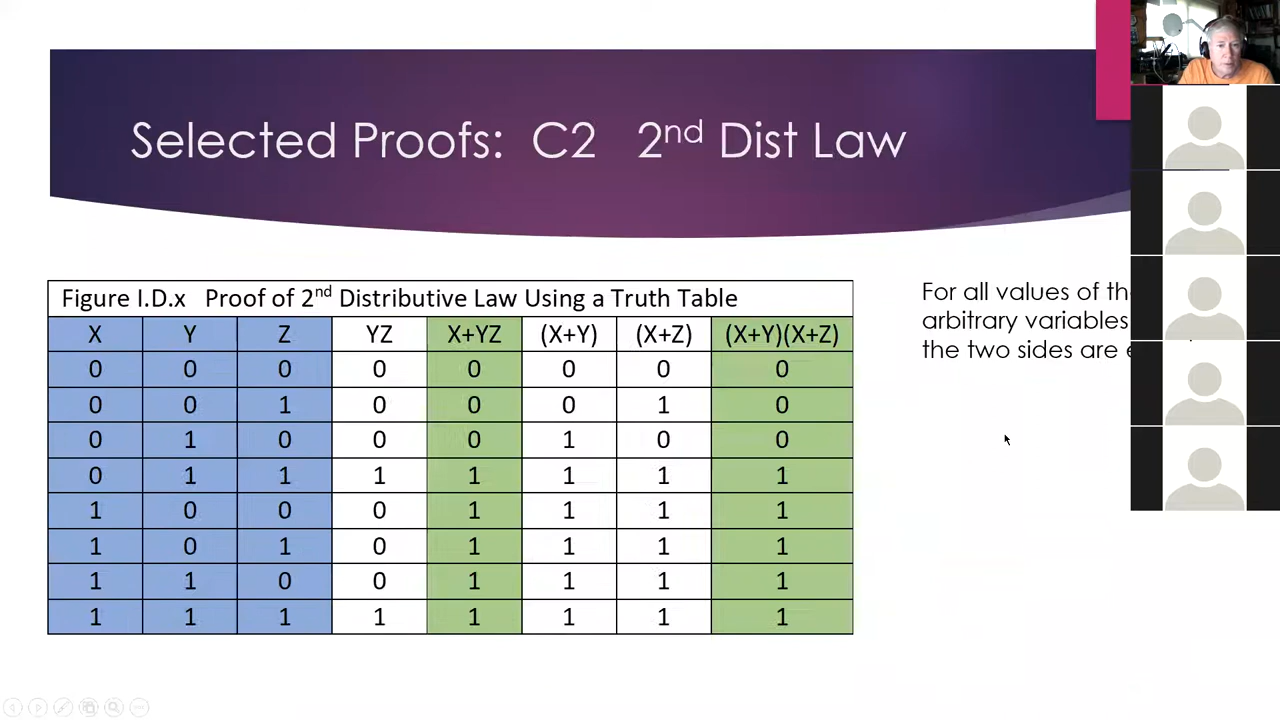 Selected Proofs: C2 2nd Dist Law
Figure I.D.x Proof of 2nd Distributive Law Using a Truth Table
X Y Z YZ X+YZ (X+Y) (X+Z) (X+Y)(X+Z)
0 0 0 0 0 0 0 0
0 0 1 0 0 0 1 0
0 1 0 0 0 1 0 0
0 1 1 1 1 1 1 1
1 0 0 0 1 1 1 1
1 0 1 0 1 1 1 1
1 1 0 0 1 1 1 1
1 1 1 1 1 1 1 1
For all values of
arbitrary variables
the two sides are